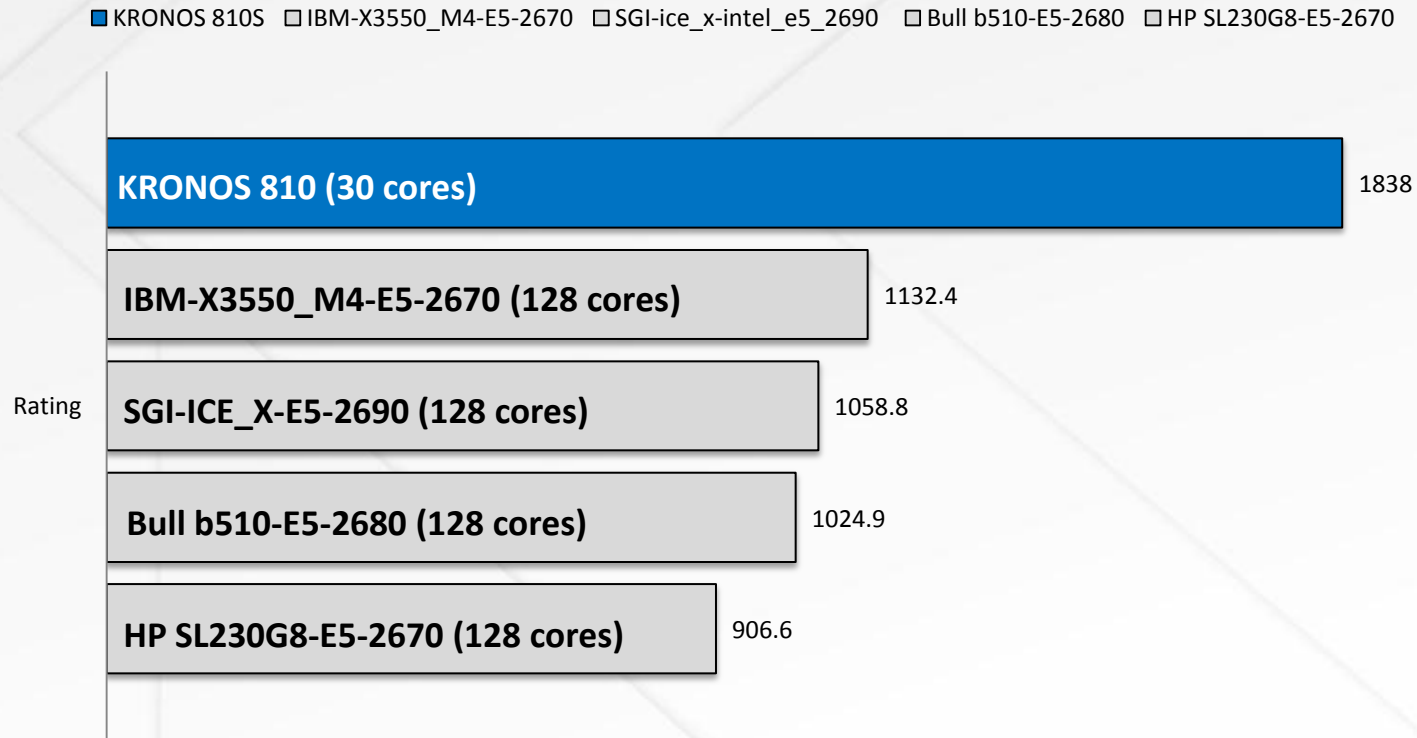 KRONOS 810S IBM-X3550_M4-E5-2670 SGI-ice_x-intel_e5_2690 Bull b510-E5-2680 HP SL230G8-E5-2670
KRONOS 810 (30 cores) 1838
IBM-X3550_M4-E5-2670 (128 cores) 1132.4
Rating SGI-ICE_X-E5-2690 (128 cores) 1058.8
Bull b510-E5-2680 (128 cores) 1024.9
HP SL230G8-E5-2670 (128 cores) 906.6